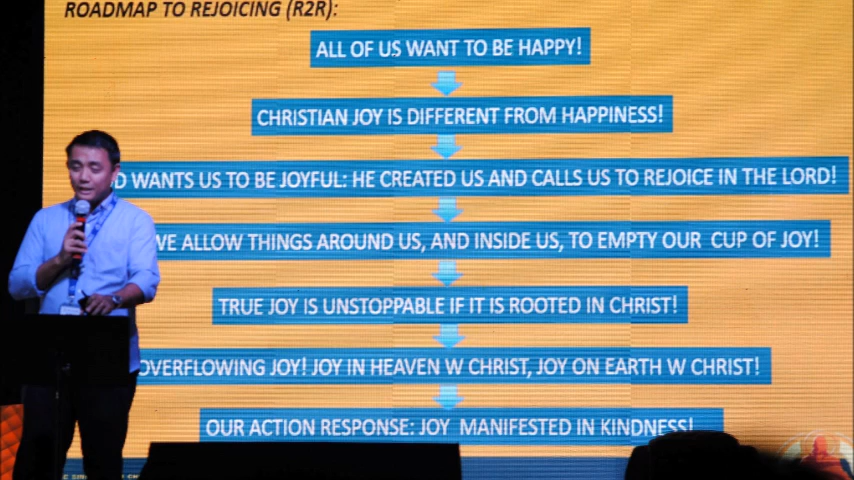 ROADMAP TO REJOICING (R2R):
ALL OF US WANT TO BE HAPPY!
CHRISTIAN JOY IS DIFFERENT FROM HAPPINESS!
WANTS US TO BE JOYFUL: HE CREATED US AND CALLS US TO REJOICE IN THE LORD!
WE ALLOW THINGS AROUND US, AND INSIDE US, TO EMPTY OUR CUP OF JOY!
TRUE JOY IS UNSTOPPABLE IF IT IS ROOTED IN CHRIST!
OVERFLOWING JOY! JOY IN HEAVEN W CHRIST, JOY ON EARTH W CHRIST!
OUR ACTION RESPONSE: JOY MANIFESTED IN KINDNESS!